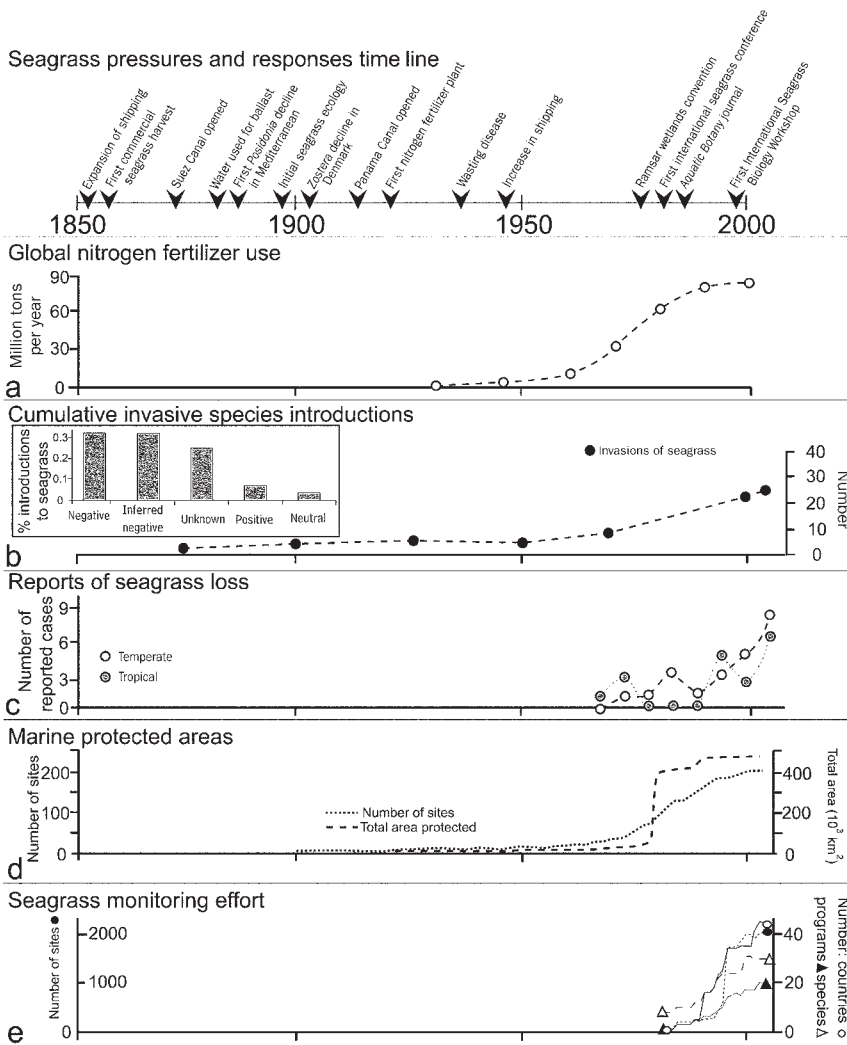 Seagrass pressures and responses time line
Expansion of shipping
First commercial
seagrass harvest
Suez Canal opened
Water used for ballast
First Posidonia decline
in Mediterranean
Initial seagrass ecology
Zostera decline in
Denmark
Panama Canal opened
First nitrogen fertilizer plant
Wasting disease
Increase in shipping
Ramsar wetlands convention
First international seagrass conference
Aquatic Botany journal
First International Seagrass
Biology Workshop
1850 1900 1950 2000
Global nitrogen fertilizer use
Million tons
per year
90
60
30
0
a
Cumulative invasive species introductions
% introductions
to seagrass
0.3
0.2
0.1
0
Negative
Inferred
negative
Unknown
Positive
Neutral
Invasions of seagrass
40
30
20
10
0
Number
b
Reports of seagrass loss
Number of
reported cases
9
6
3
0
Temperate
Tropical
c
Marine protected areas
Number of sites
200
100
0
Number of sites
Total area protected
400
200
0
Total area (10³ km²)
d
Seagrass monitoring effort
Number of sites ●
2000
1000
0
40
20
0
Number: countries o
programs ▲ species △
e